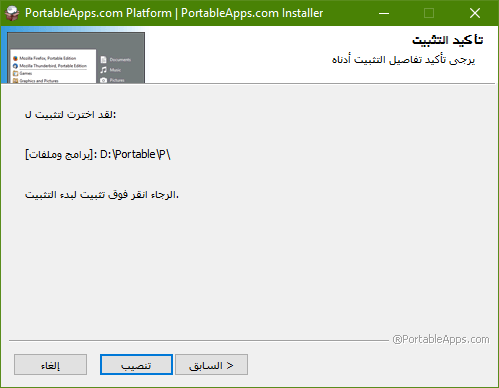 PortableApps.com Platform | PortableApps.com Installer
تأكيد التثبيت
يرجى تأكيد تفاصيل التثبيت أدناه
Mozilla Firefox, Portable Edition
Mozilla Thunderbird, Portable Edition
Games
Graphics and Pictures
Documents
Music
Pictures
لقد اخترت لتثبيت ل:
[برامج وملفات]: D:\Portable\P\
الرجاء انقر فوق تثبيت لبدء التثبيت.
®PortableApps.com
إلغاء
تنصيب
السابق >